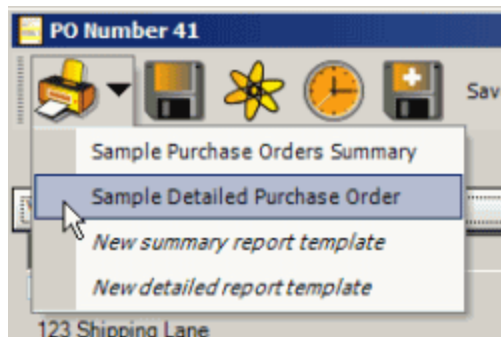 PO Number 41
Sav
Sample Purchase Orders Summary
Sample Detailed Purchase Order
New summary report template
New detailed report template
123 Shipping Lane